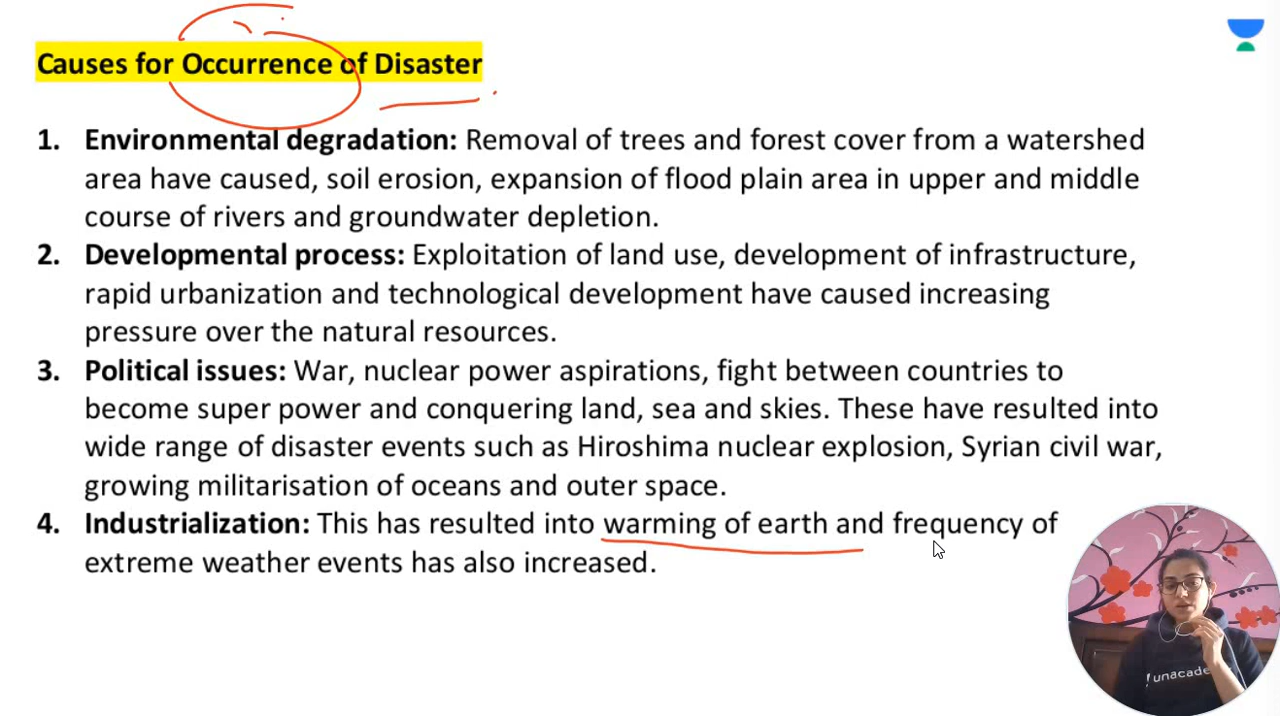 Causes for Occurrence of Disaster
1. Environmental degradation: Removal of trees and forest cover from a watershed
area have caused, soil erosion, expansion of flood plain area in upper and middle
course of rivers and groundwater depletion.
2. Developmental process: Exploitation of land use, development of infrastructure,
rapid urbanization and technological development have caused increasing
pressure over the natural resources.
3. Political issues: War, nuclear power aspirations, fight between countries to
become super power and conquering land, sea and skies. These have resulted into
wide range of disaster events such as Hiroshima nuclear explosion, Syrian civil war,
growing militarisation of oceans and outer space.
4. Industrialization: This has resulted into warming of earth and frequency of
extreme weather events has also increased.
unacade